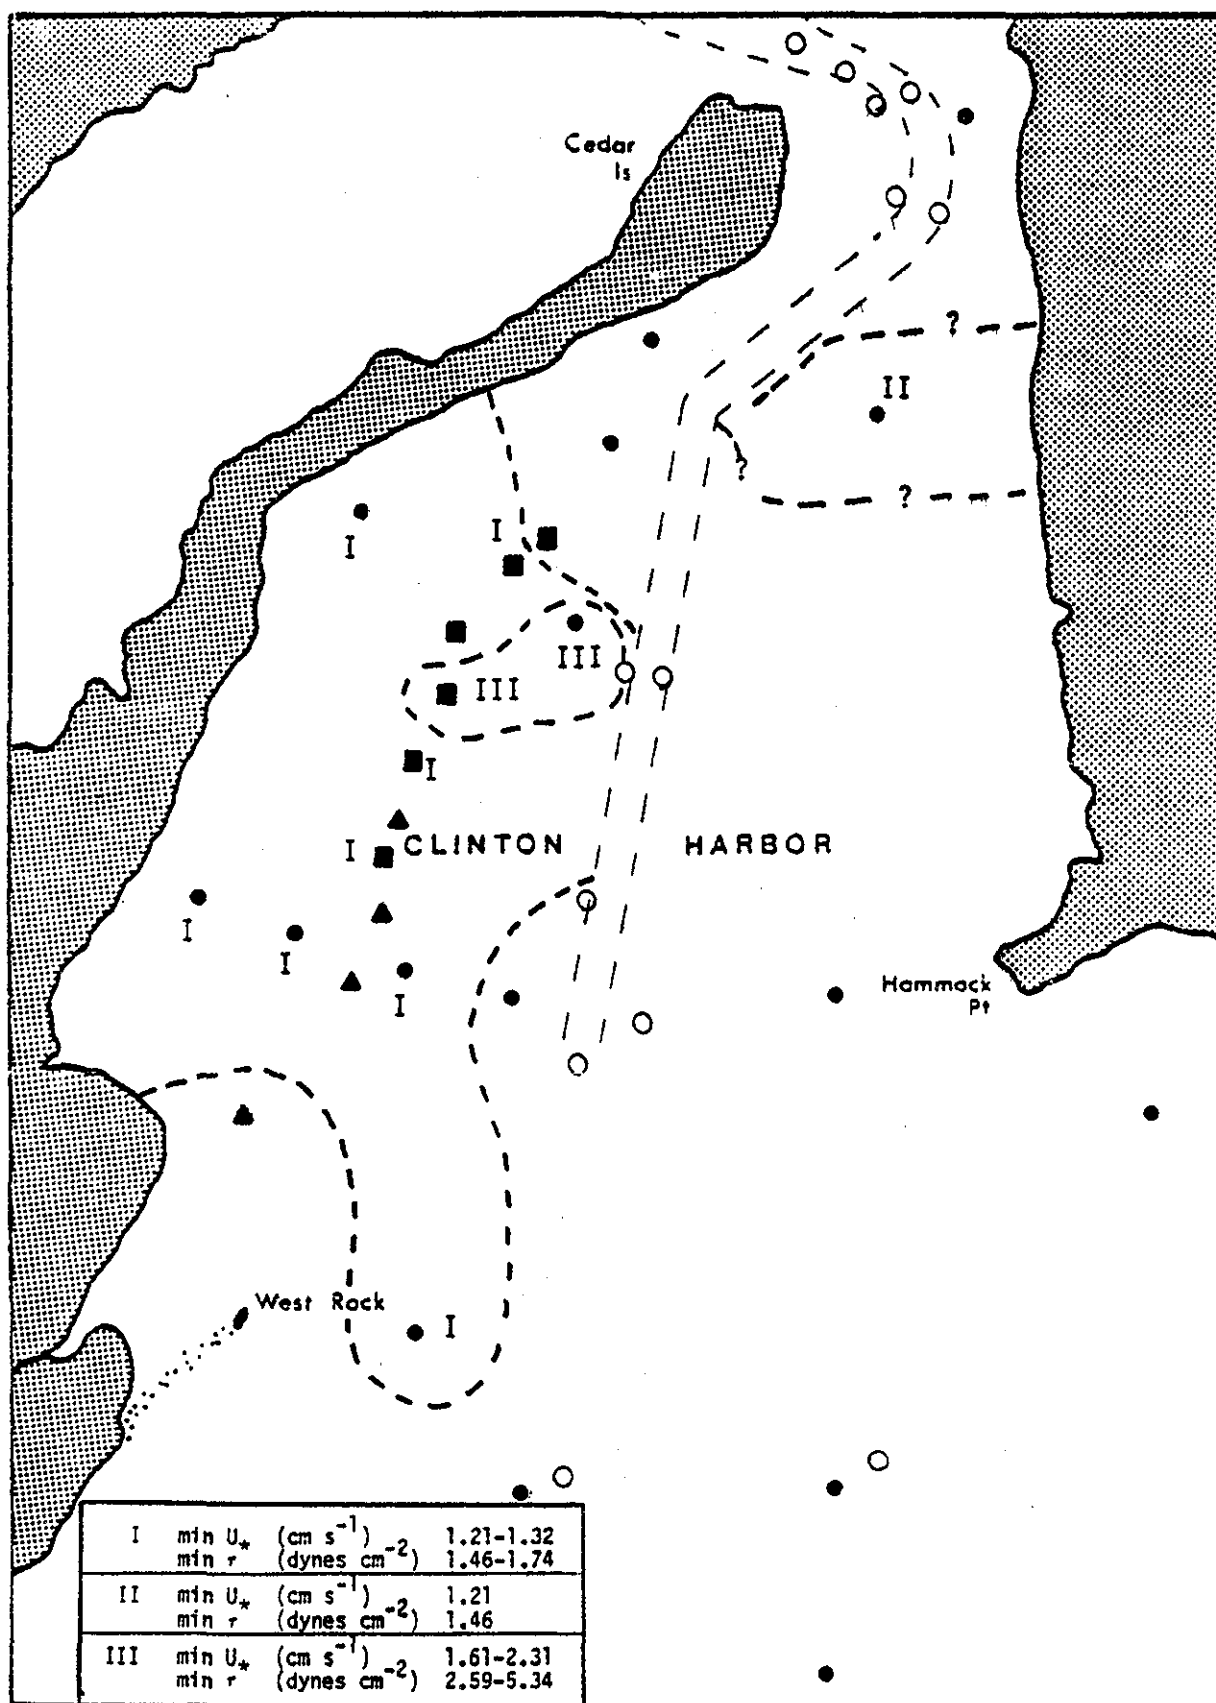 Cedar
Is
?
II
?
?
I
I
III
III
I
I
CLINTON HARBOR
I
I
I
Hammock
Pt
West Rock
I
I min U* (cm s-1) 1.21-1.32
min τ (dynes cm-2) 1.46-1.74
II min U* (cm s-1) 1.21
min τ (dynes cm-2) 1.46
III min U* (cm s-1) 1.61-2.31
min τ (dynes cm-2) 2.59-5.34